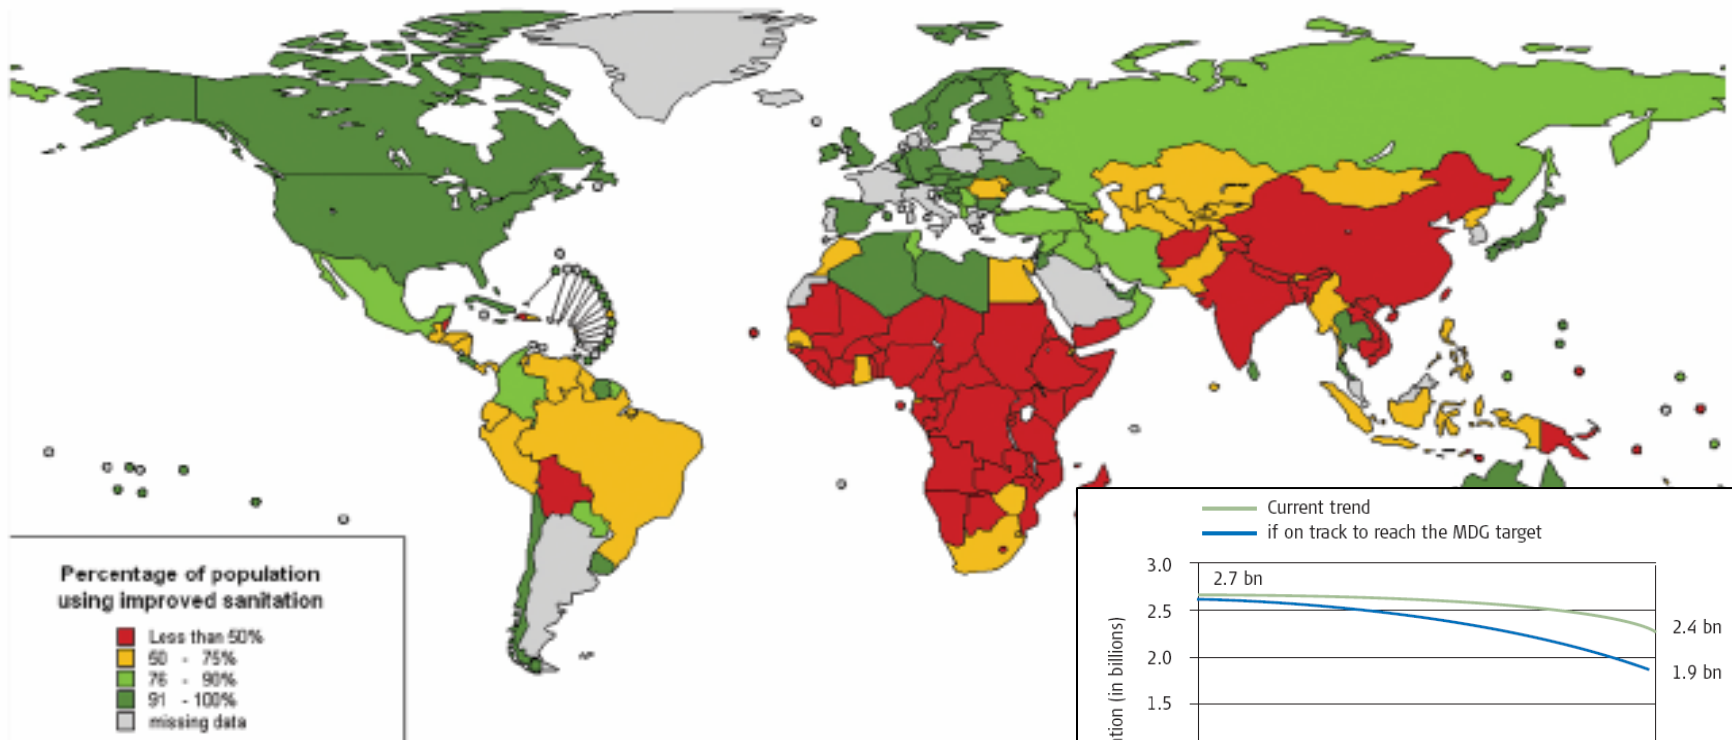 Percentage of population
using improved sanitation
Less than 50%
50 - 75%
76 - 90%
91 - 100%
missing data
Current trend
if on track to reach the MDG target
3.0
2.7 bn
2.5
2.4 bn
2.0
1.9 bn
1.5
(in billions)